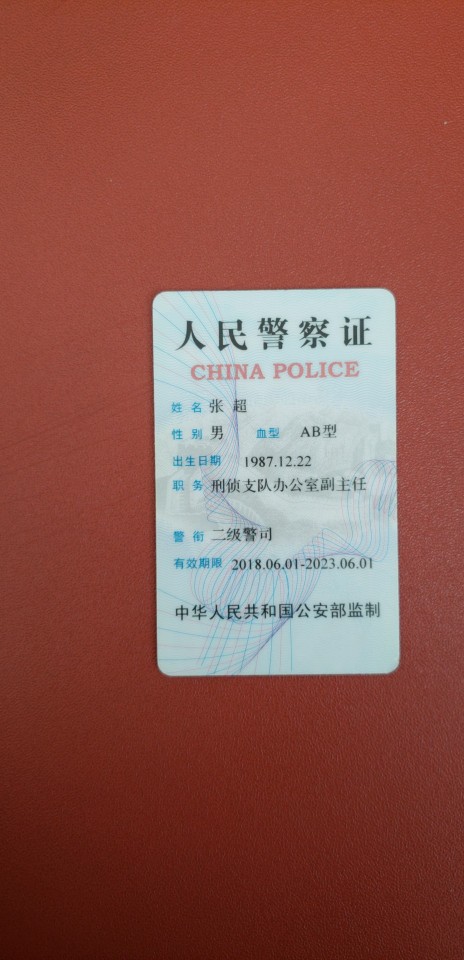 人民警察证
CHINA POLICE
姓名 张 超
性别 男 血型 AB型
出生日期 1987.12.22
职务 刑侦支队办公室副主任
警衔 二级警司
有效期限 2018.06.01-2023.06.01
中华人民共和国公安部监制